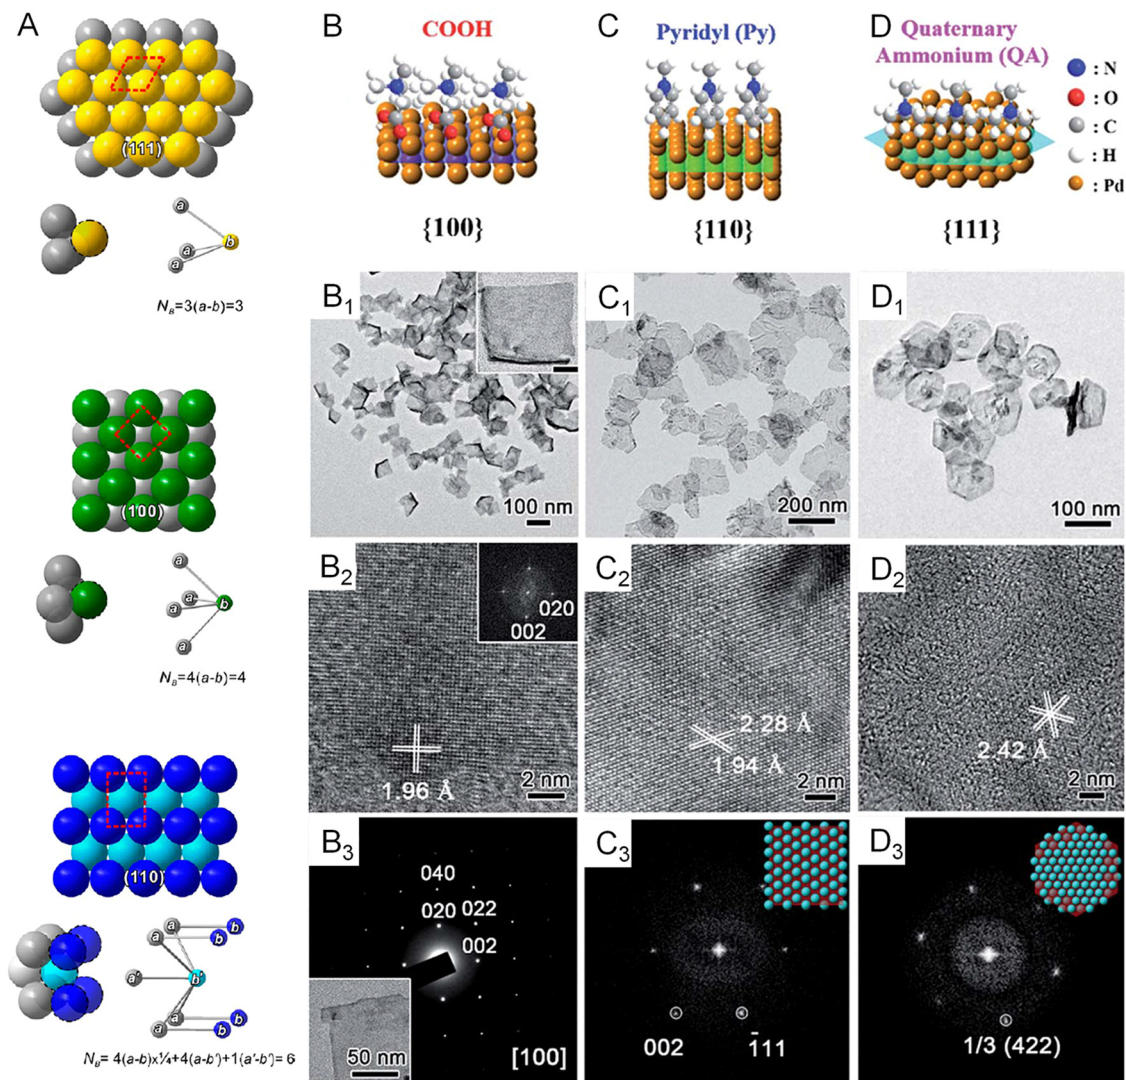 A
(111)
a
a
a
b
N_B=3(a-b)=3
(100)
a
a
a
a
b
N_B=4(a-b)=4
(110)
a
b
a
b
a'
b'
a
b
a
b
N_B= 4(a-b)x¼+4(a-b')+1(a'-b')= 6
B
COOH
{100}
C
Pyridyl (Py)
{110}
D
Quaternary
Ammonium (QA)
{111}
: N
: O
: C
: H
: Pd
B1
100 nm
C1
200 nm
D1
100 nm
B2
020
002
1.96 Å
2 nm
C2
2.28 Å
1.94 Å
2 nm
D2
2.42 Å
2 nm
B3
040
020
022
002
50 nm
[100]
C3
002
1̄11
D3
1/3 (422)